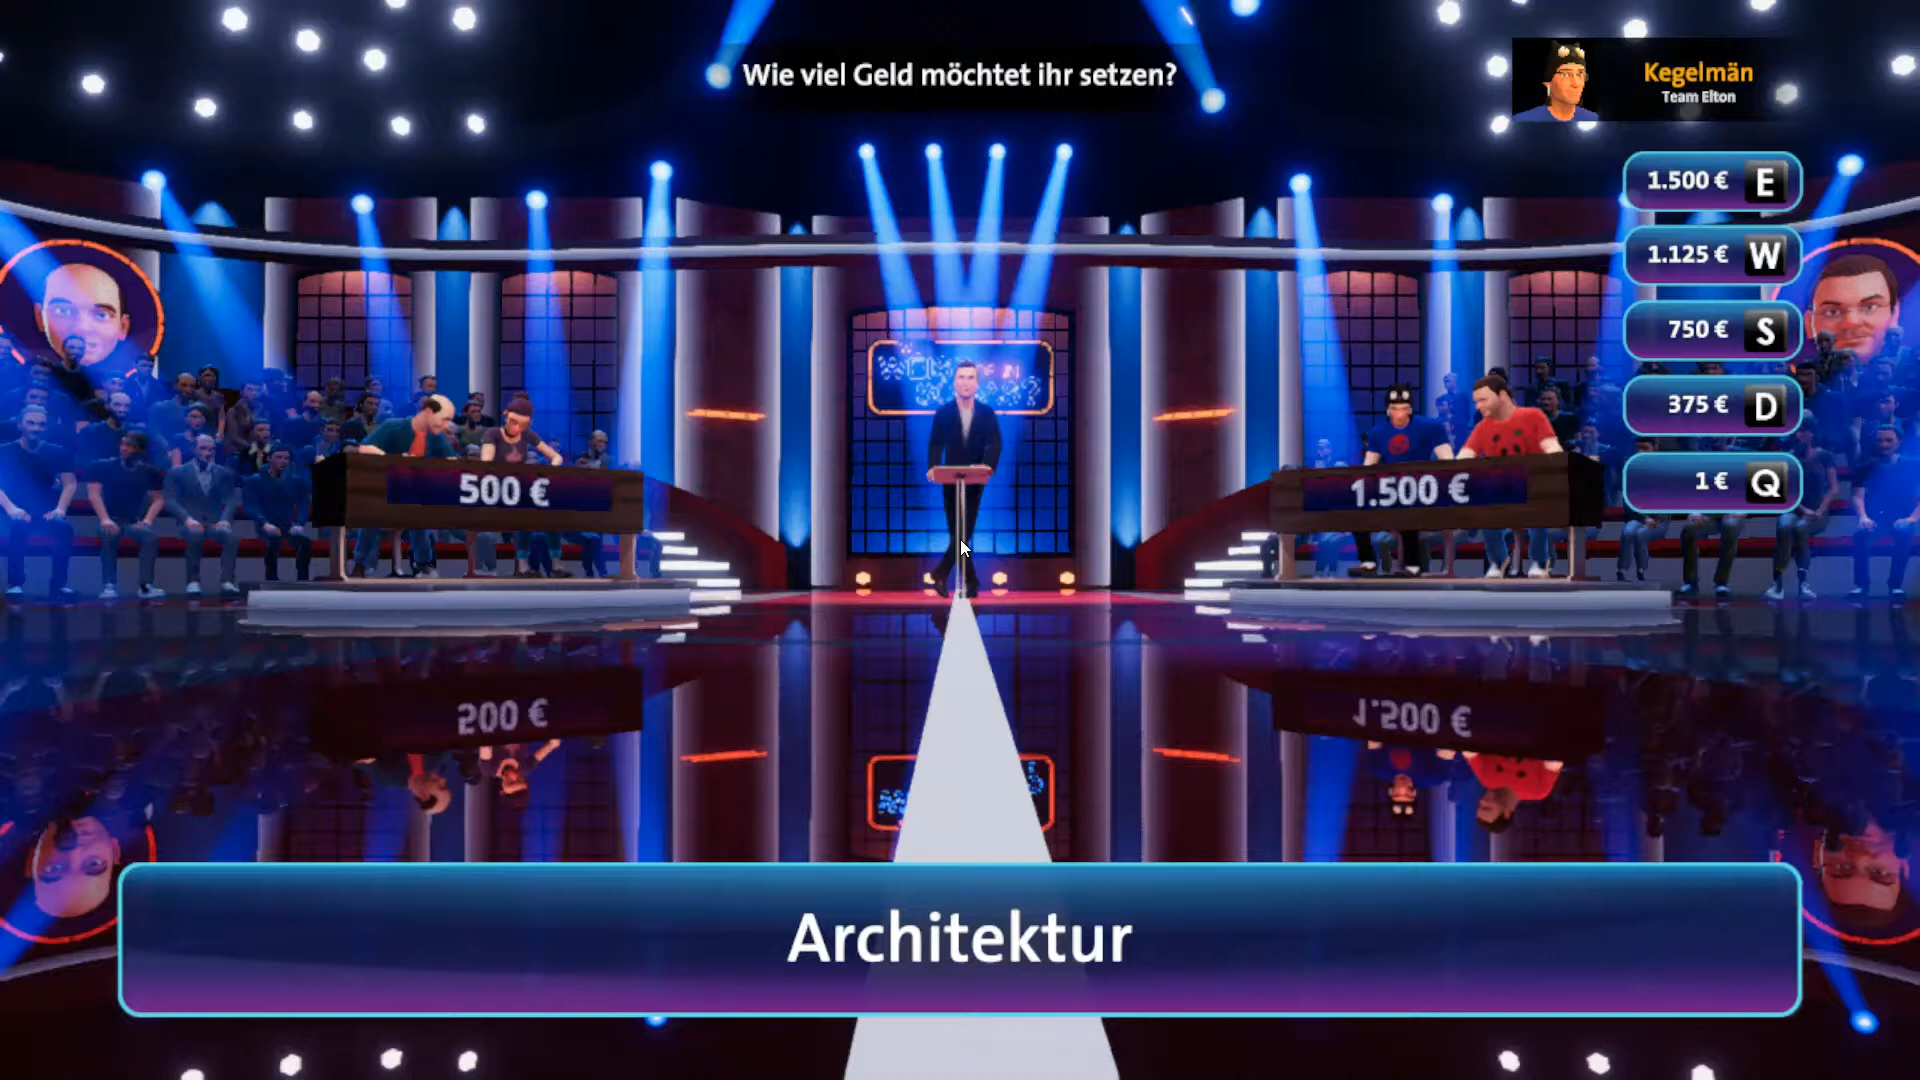 Wie viel Geld möchtet ihr setzen?
Kegelmän
Team Elton
1.500 € E
1.125 € W
750 € S
375 € D
1 € Q
500 €
1.500 €
Architektur